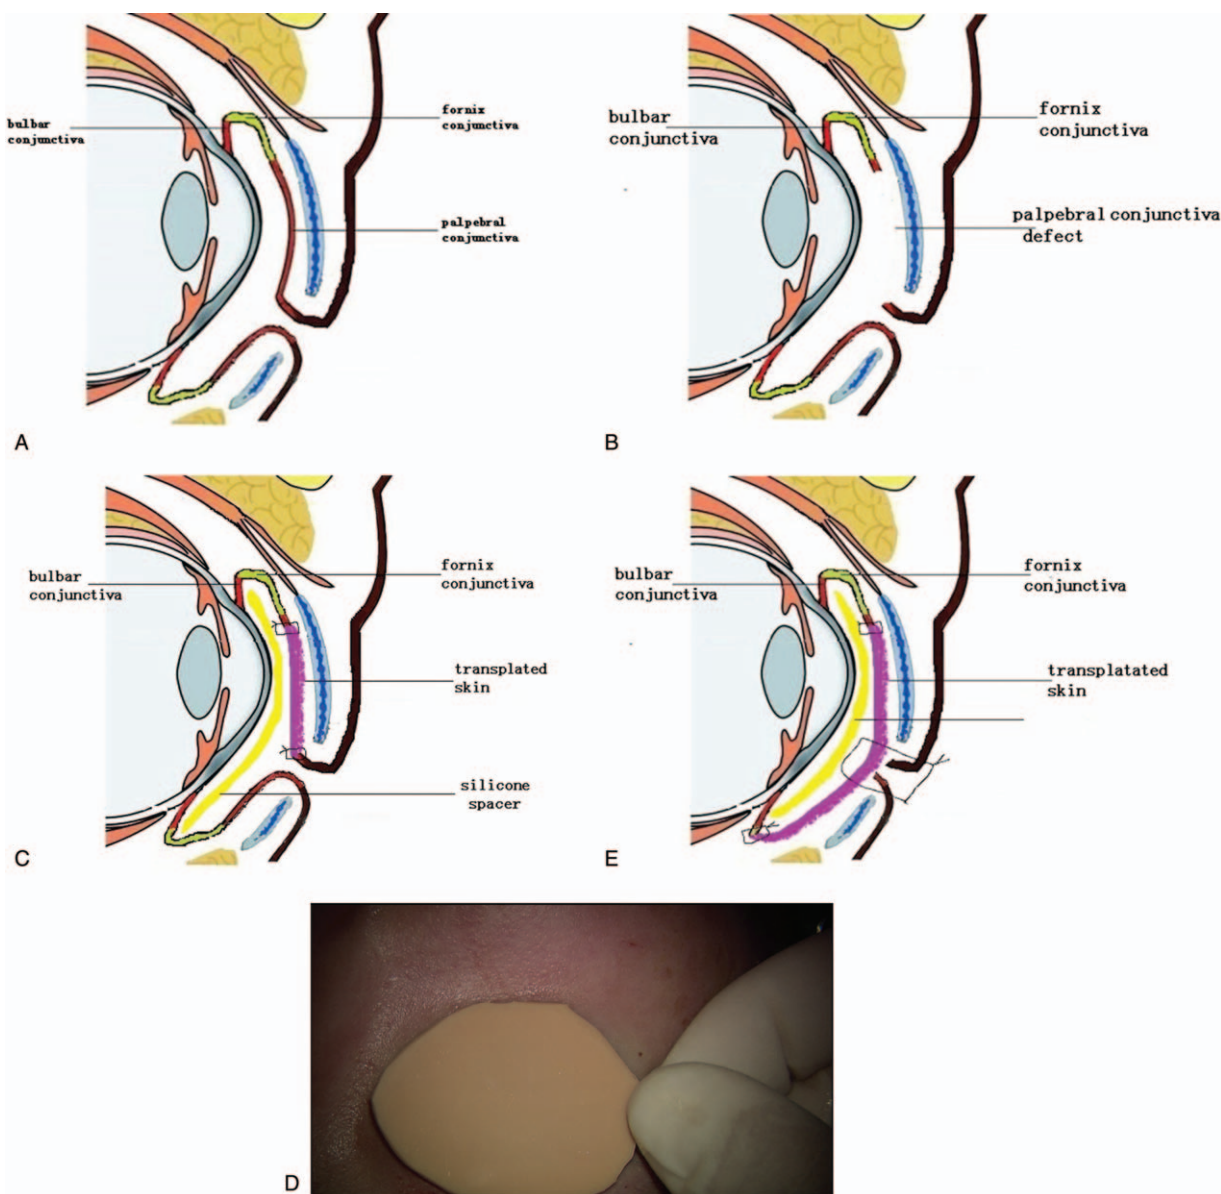 bulbar
conjunctiva
fornix
conjunctiva
palpebral
conjunctiva
A
bulbar
conjunctiva
fornix
conjunctiva
palpebral conjunctiva
defect
B
bulbar
conjunctiva
fornix
conjunctiva
transplated
skin
silicone
spacer
C
bulbar
conjunctiva
fornix
conjunctiva
transplatated
skin
E
D